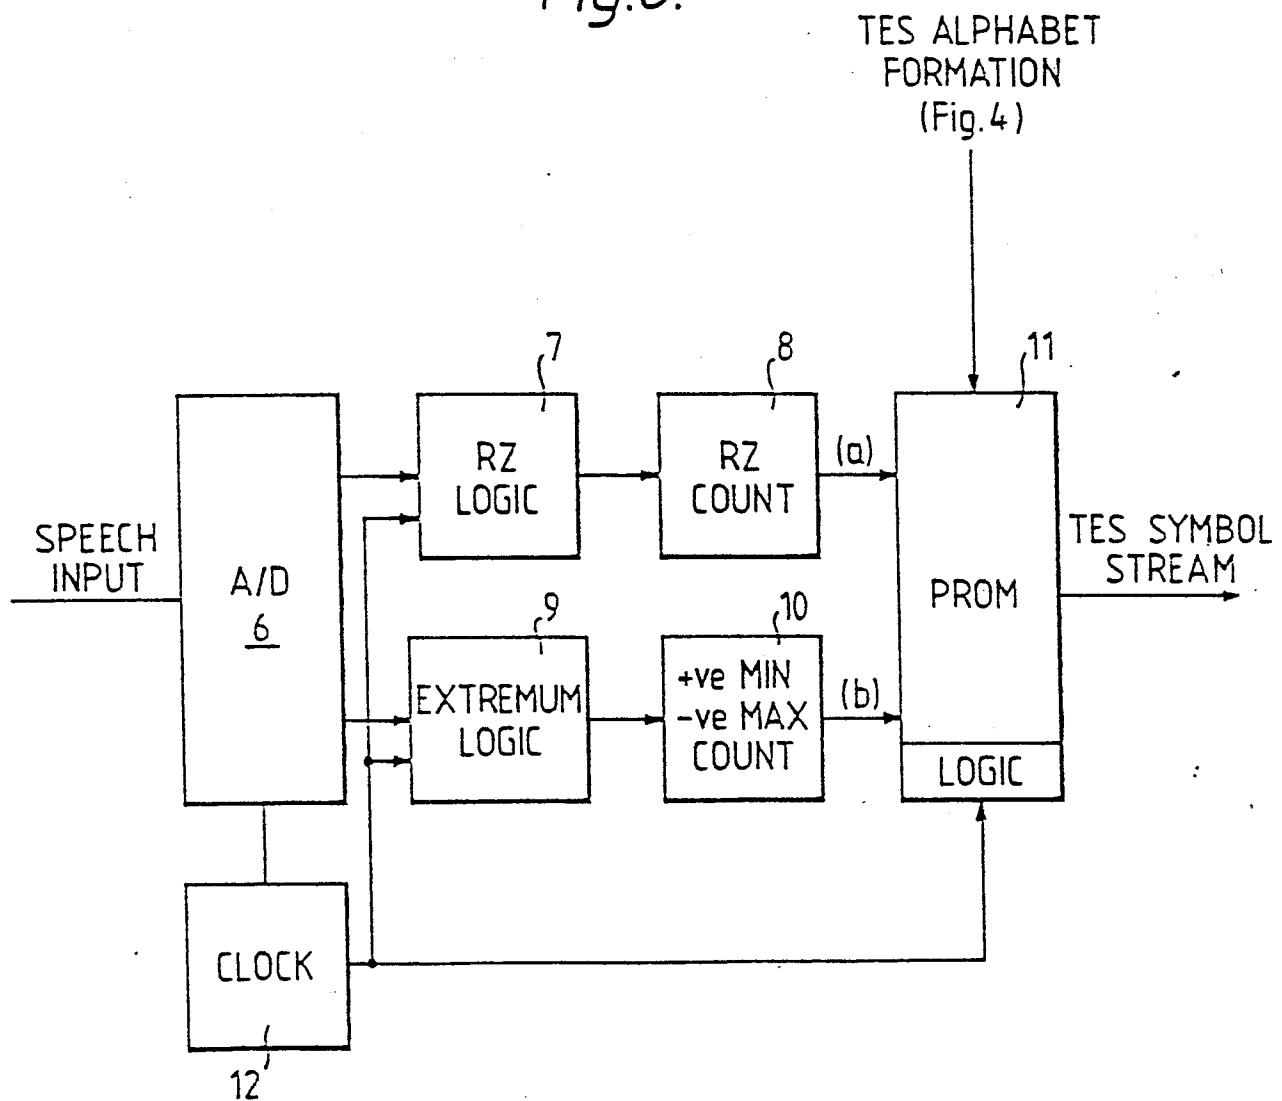 TES ALPHABET
FORMATION
(Fig.4)
7
8
11
RZ
LOGIC
RZ
COUNT
(a)
SPEECH
INPUT
A/D
6
PROM
TES SYMBOL
STREAM
9
10
EXTREMUM
LOGIC
+ve MIN
-ve MAX
COUNT
(b)
LOGIC
CLOCK
12